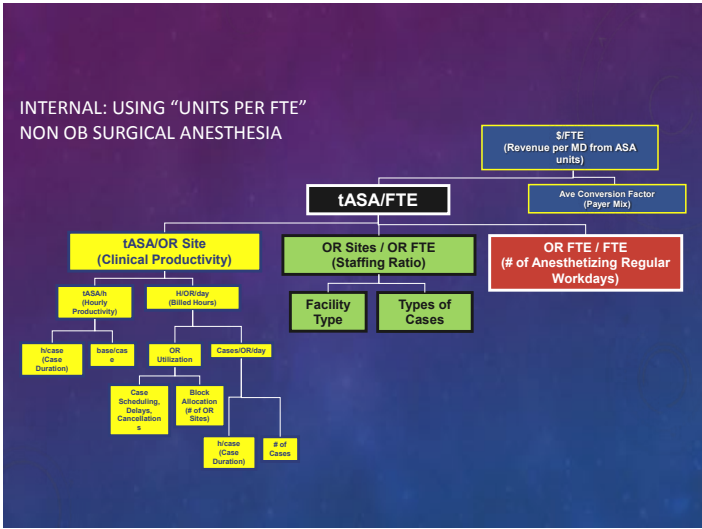 INTERNAL: USING “UNITS PER FTE”
NON OB SURGICAL ANESTHESIA
$/FTE
(Revenue per MD from ASA
units)
tASA/FTE
Ave Conversion Factor
(Payer Mix)
tASA/OR Site
(Clinical Productivity)
OR Sites / OR FTE
(Staffing Ratio)
OR FTE / FTE
(# of Anesthetizing Regular
Workdays)
tASA/h
(Hourly
Productivity)
H/OR/day
(Billed Hours)
Facility
Type
Types of
Cases
h/case
(Case
Duration)
base/cas
e
OR
Utilization
Cases/OR/day
Case
Scheduling,
Delays,
Cancellation
s
Block
Allocation
(# of OR
Sites)
h/case
(Case
Duration)
# of
Cases